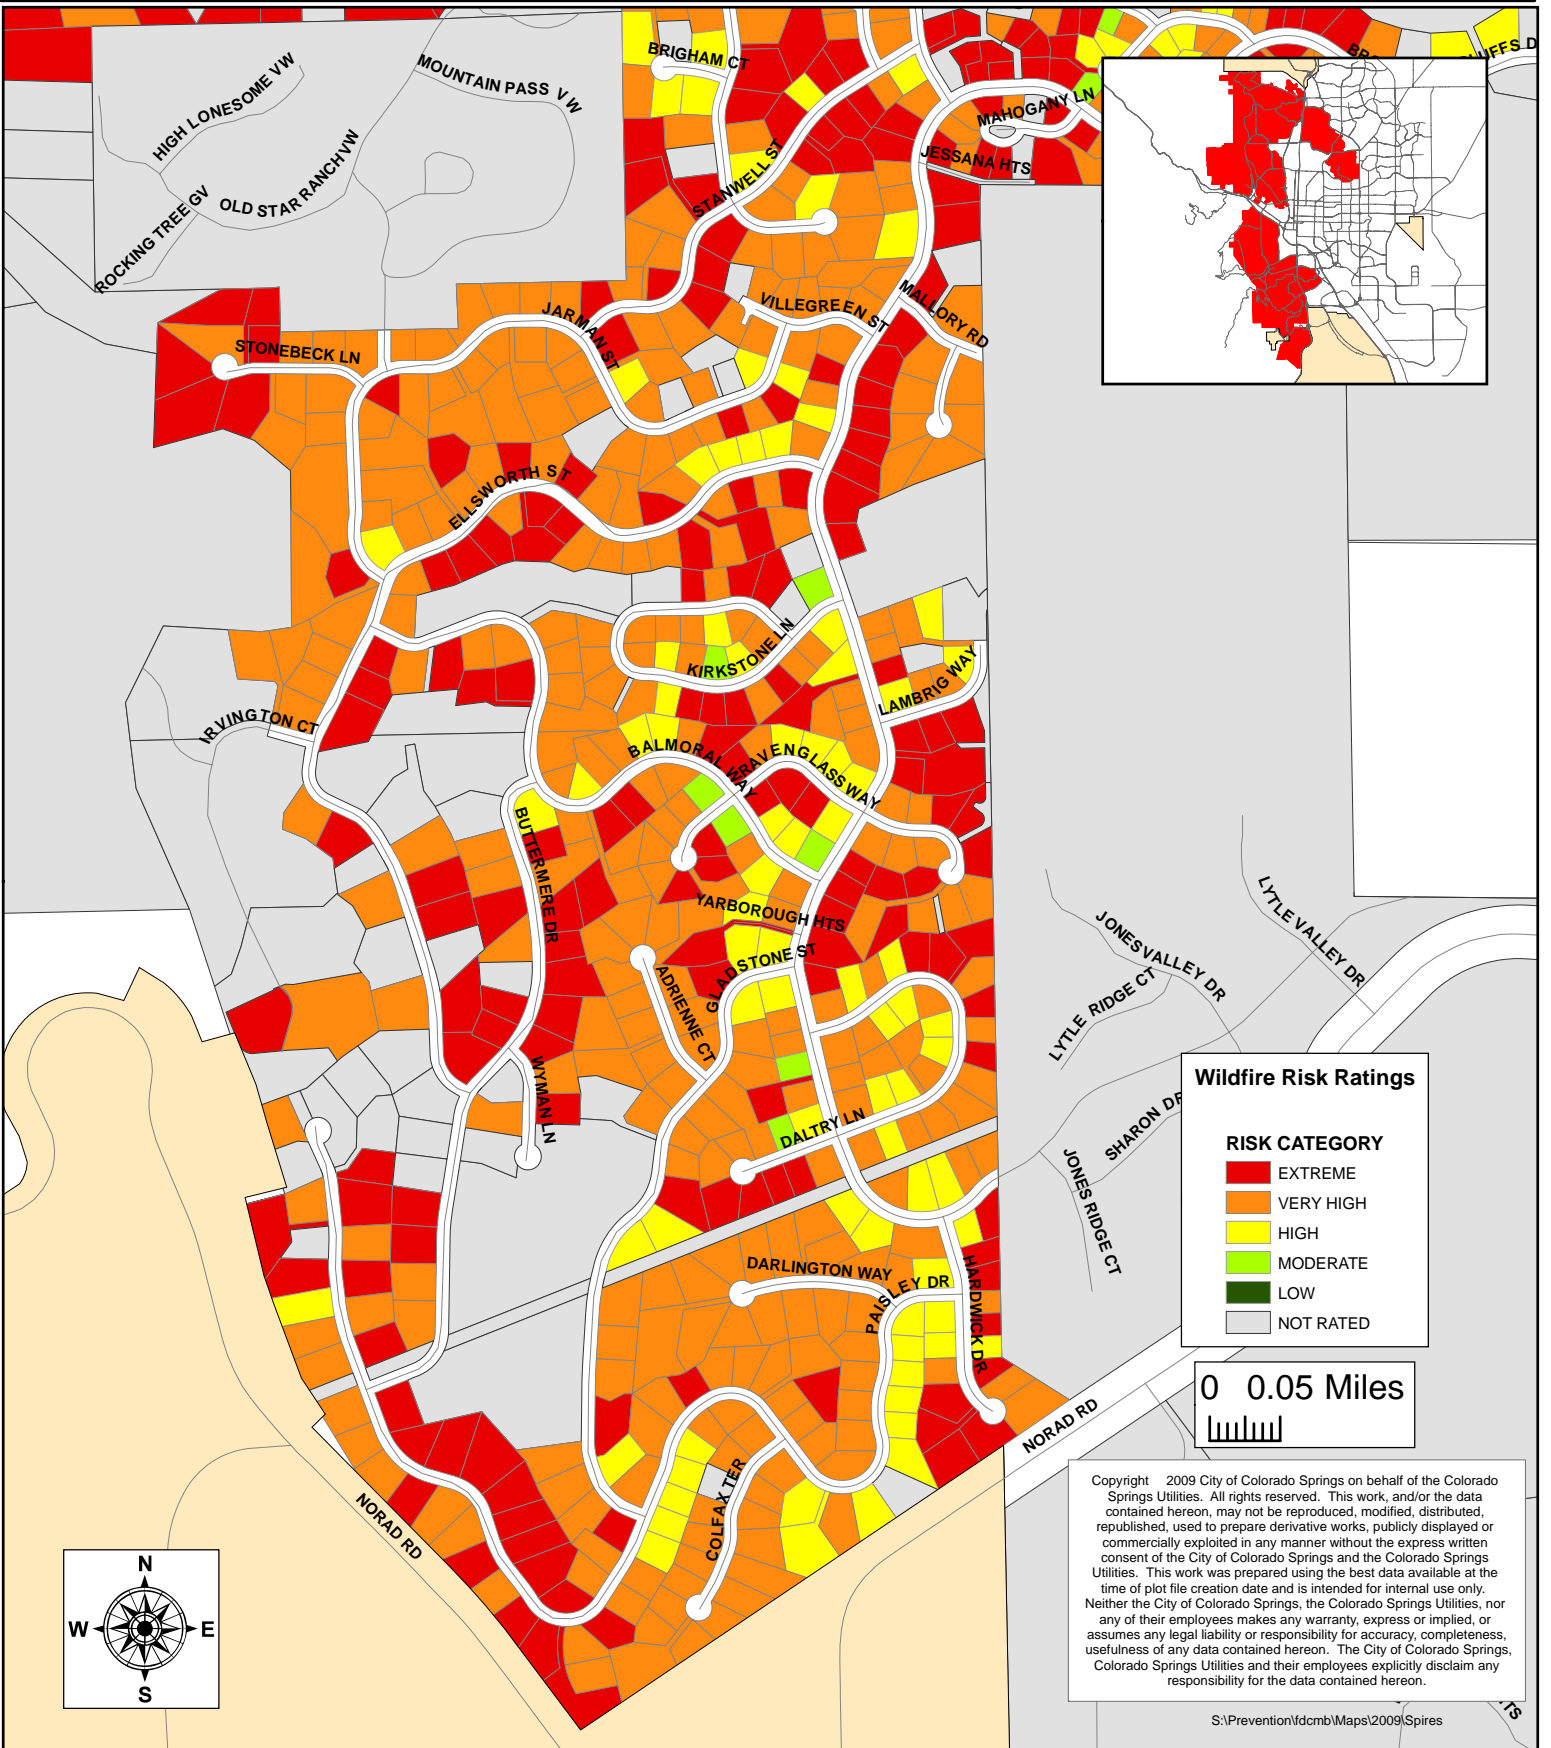 BRIGHAM CT
MOUNTAIN PASS VW
HIGH LONESOME VW
MAHOGANY LN
JESSANA HTS
OLD STAR RANCH VW
STANWELL ST
ROCKING TREE GV
JARMAN ST
VILLEGREEN ST
MALLORY RD
STONEBECK LN
ELLSWORTH ST
KIRKSTONE LN
LAMBRIG WAY
IRVINGTON CT
BALMORAL WAY
RAVENGLASS WAY
BUTTERMERE DR
YARBOROUGH HTS
GLADSTONE ST
ADRIENNE CT
WYMAN LN
DALTRY LN
JONES VALLEY DR
LYTLE VALLEY DR
LYTLE RIDGE CT
SHARON DR
JONES RIDGE CT
DARLINGTON WAY
PAISLEY DR
HARDWICK DR
NORAD RD
COLFAX TER
NORAD RD
Wildfire Risk Ratings
RISK CATEGORY
EXTREME
VERY HIGH
HIGH
MODERATE
LOW
NOT RATED
0 0.05 Miles
Copyright 2009 City of Colorado Springs on behalf of the Colorado
Springs Utilities. All rights reserved. This work, and/or the data
contained hereon, may not be reproduced, modified, distributed,
republished, used to prepare derivative works, publicly displayed or
commercially exploited in any manner without the express written
consent of the City of Colorado Springs and the Colorado Springs
Utilities. This work was prepared using the best data available at the
time of plot file creation date and is intended for internal use only.
Neither the City of Colorado Springs, the Colorado Springs Utilities, nor
any of their employees makes any warranty, express or implied, or
assumes any legal liability or responsibility for accuracy, completeness,
usefulness of any data contained hereon. The City of Colorado Springs,
Colorado Springs Utilities and their employees explicitly disclaim any
responsibility for the data contained hereon.
S:\Prevention\fdcmb\Maps\2009\Spires
N
W E
S